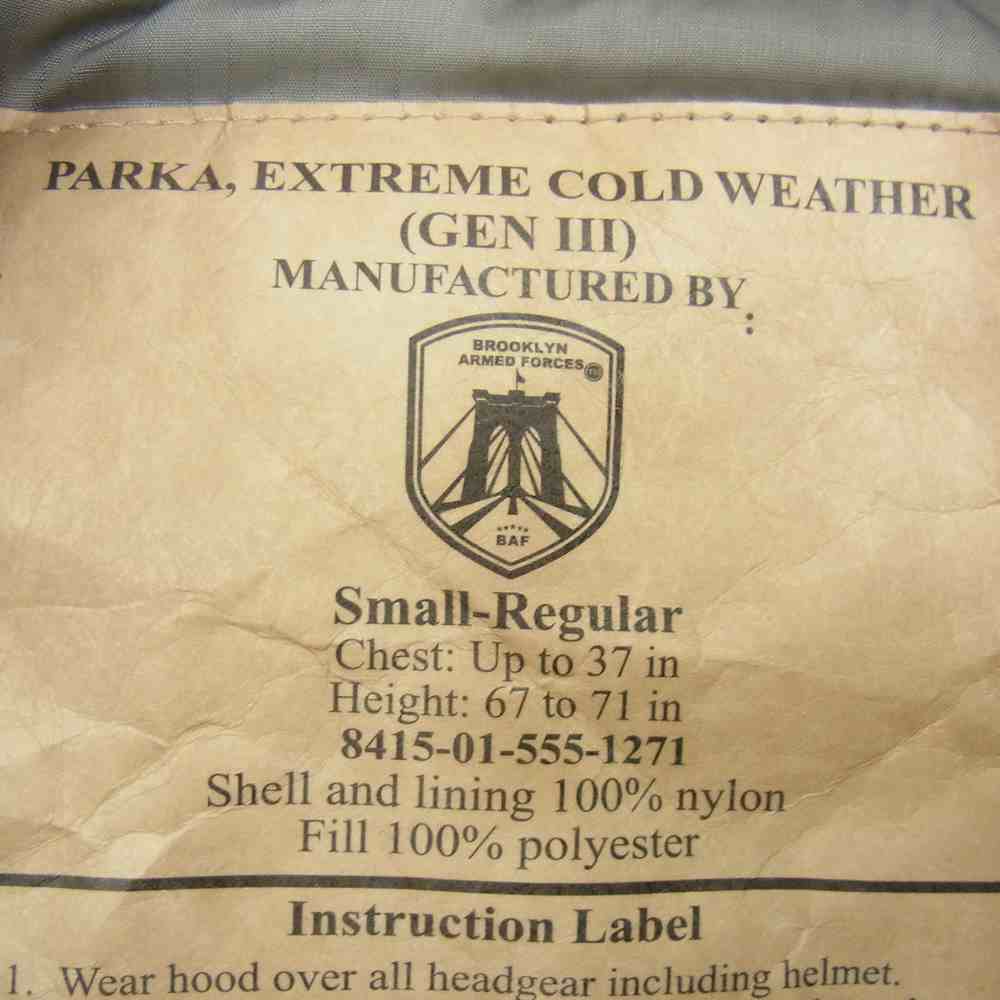 PARKA, EXTREME COLD WEATHER
(GEN III)
MANUFACTURED BY:
BROOKLYN
ARMED FORCES
BAF
Small-Regular
Chest: Up to 37 in
Height: 67 to 71 in
8415-01-555-1271
Shell and lining 100% nylon
Fill 100% polyester
Instruction Label
1. Wear hood over all headgear including helmet.